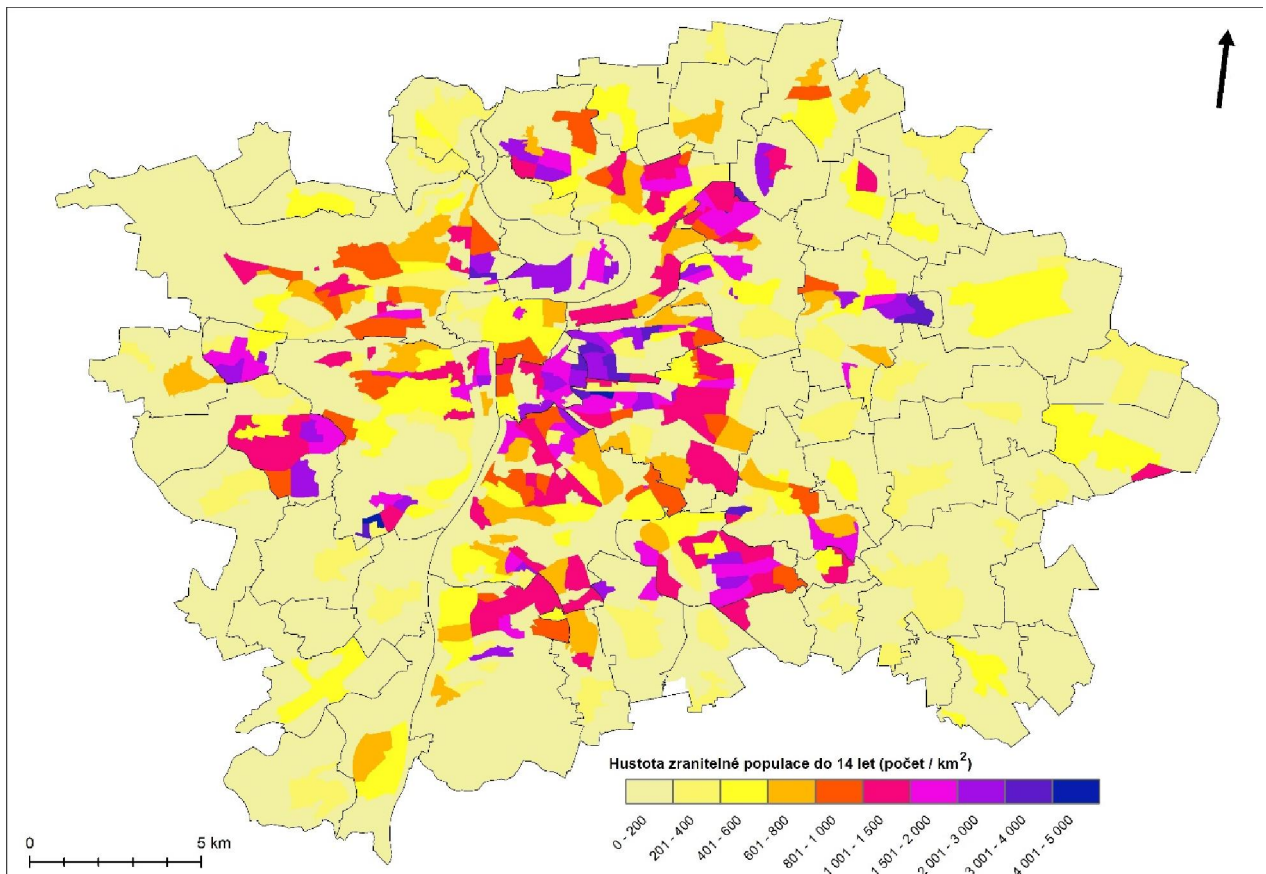 Hustota zranitelné populace do 14 let (počet / km²)
0 - 200
201 - 400
401 - 600
601 - 800
801 - 1 000
1 001 - 1 500
1 501 - 2 000
2 001 - 3 000
3 001 - 4 000
4 001 - 5 000
0 5 km